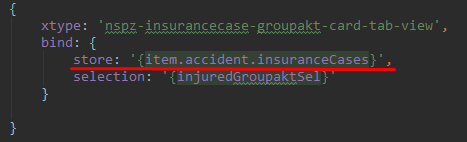 {
xtype: 'nspz-insurancecase-groupakt-card-tab-view',
bind: {
store: '{item.accident.insuranceCases}',
selection: '{injuredGroupaktSel}'
}
}